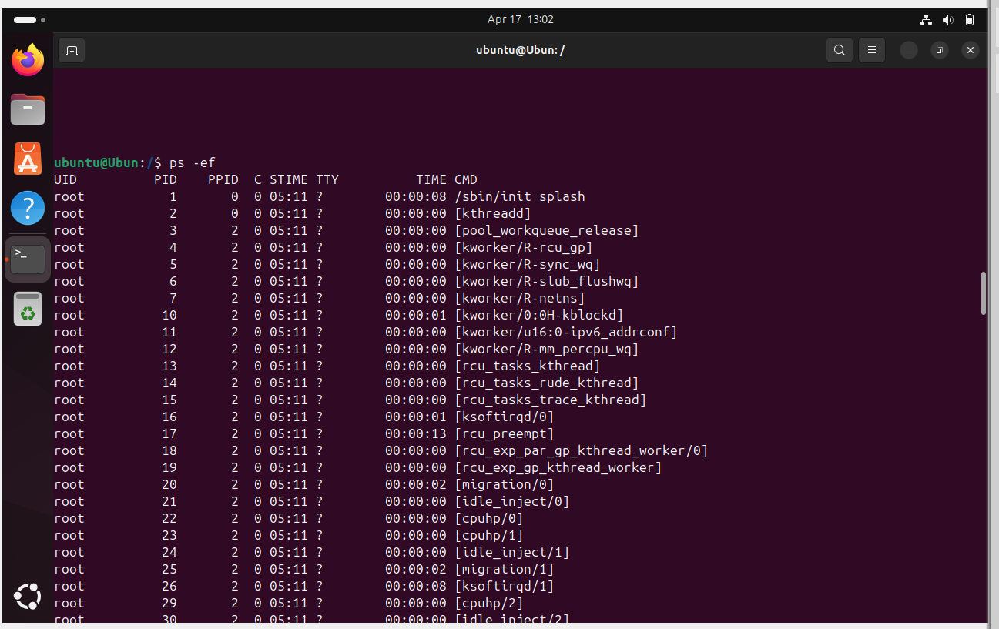 Apr 17 13:02
ubuntu@Ubun: /
ubuntu@Ubun:/$ ps -ef
UID          PID    PPID  C STIME TTY          TIME CMD
root           1       0  0 05:11 ?        00:00:08 /sbin/init splash
root           2       0  0 05:11 ?        00:00:00 [kthreadd]
root           3       2  0 05:11 ?        00:00:00 [pool_workqueue_release]
root           4       2  0 05:11 ?        00:00:00 [kworker/R-rcu_gp]
root           5       2  0 05:11 ?        00:00:00 [kworker/R-sync_wq]
root           6       2  0 05:11 ?        00:00:00 [kworker/R-slub_flushwq]
root           7       2  0 05:11 ?        00:00:00 [kworker/R-netns]
root          10       2  0 05:11 ?        00:00:01 [kworker/0:0H-kblockd]
root          11       2  0 05:11 ?        00:00:00 [kworker/u16:0-ipv6_addrconf]
root          12       2  0 05:11 ?        00:00:00 [kworker/R-mm_percpu_wq]
root          13       2  0 05:11 ?        00:00:00 [rcu_tasks_kthread]
root          14       2  0 05:11 ?        00:00:00 [rcu_tasks_rude_kthread]
root          15       2  0 05:11 ?        00:00:00 [rcu_tasks_trace_kthread]
root          16       2  0 05:11 ?        00:00:01 [ksoftirqd/0]
root          17       2  0 05:11 ?        00:00:13 [rcu_preempt]
root          18       2  0 05:11 ?        00:00:00 [rcu_exp_par_gp_kthread_worker/0]
root          19       2  0 05:11 ?        00:00:00 [rcu_exp_gp_kthread_worker]
root          20       2  0 05:11 ?        00:00:02 [migration/0]
root          21       2  0 05:11 ?        00:00:00 [idle_inject/0]
root          22       2  0 05:11 ?        00:00:00 [cpuhp/0]
root          23       2  0 05:11 ?        00:00:00 [cpuhp/1]
root          24       2  0 05:11 ?        00:00:00 [idle_inject/1]
root          25       2  0 05:11 ?        00:00:02 [migration/1]
root          26       2  0 05:11 ?        00:00:08 [ksoftirqd/1]
root          29       2  0 05:11 ?        00:00:00 [cpuhp/2]
root          30       2  0 05:11 ?        00:00:00 [idle_inject/2]